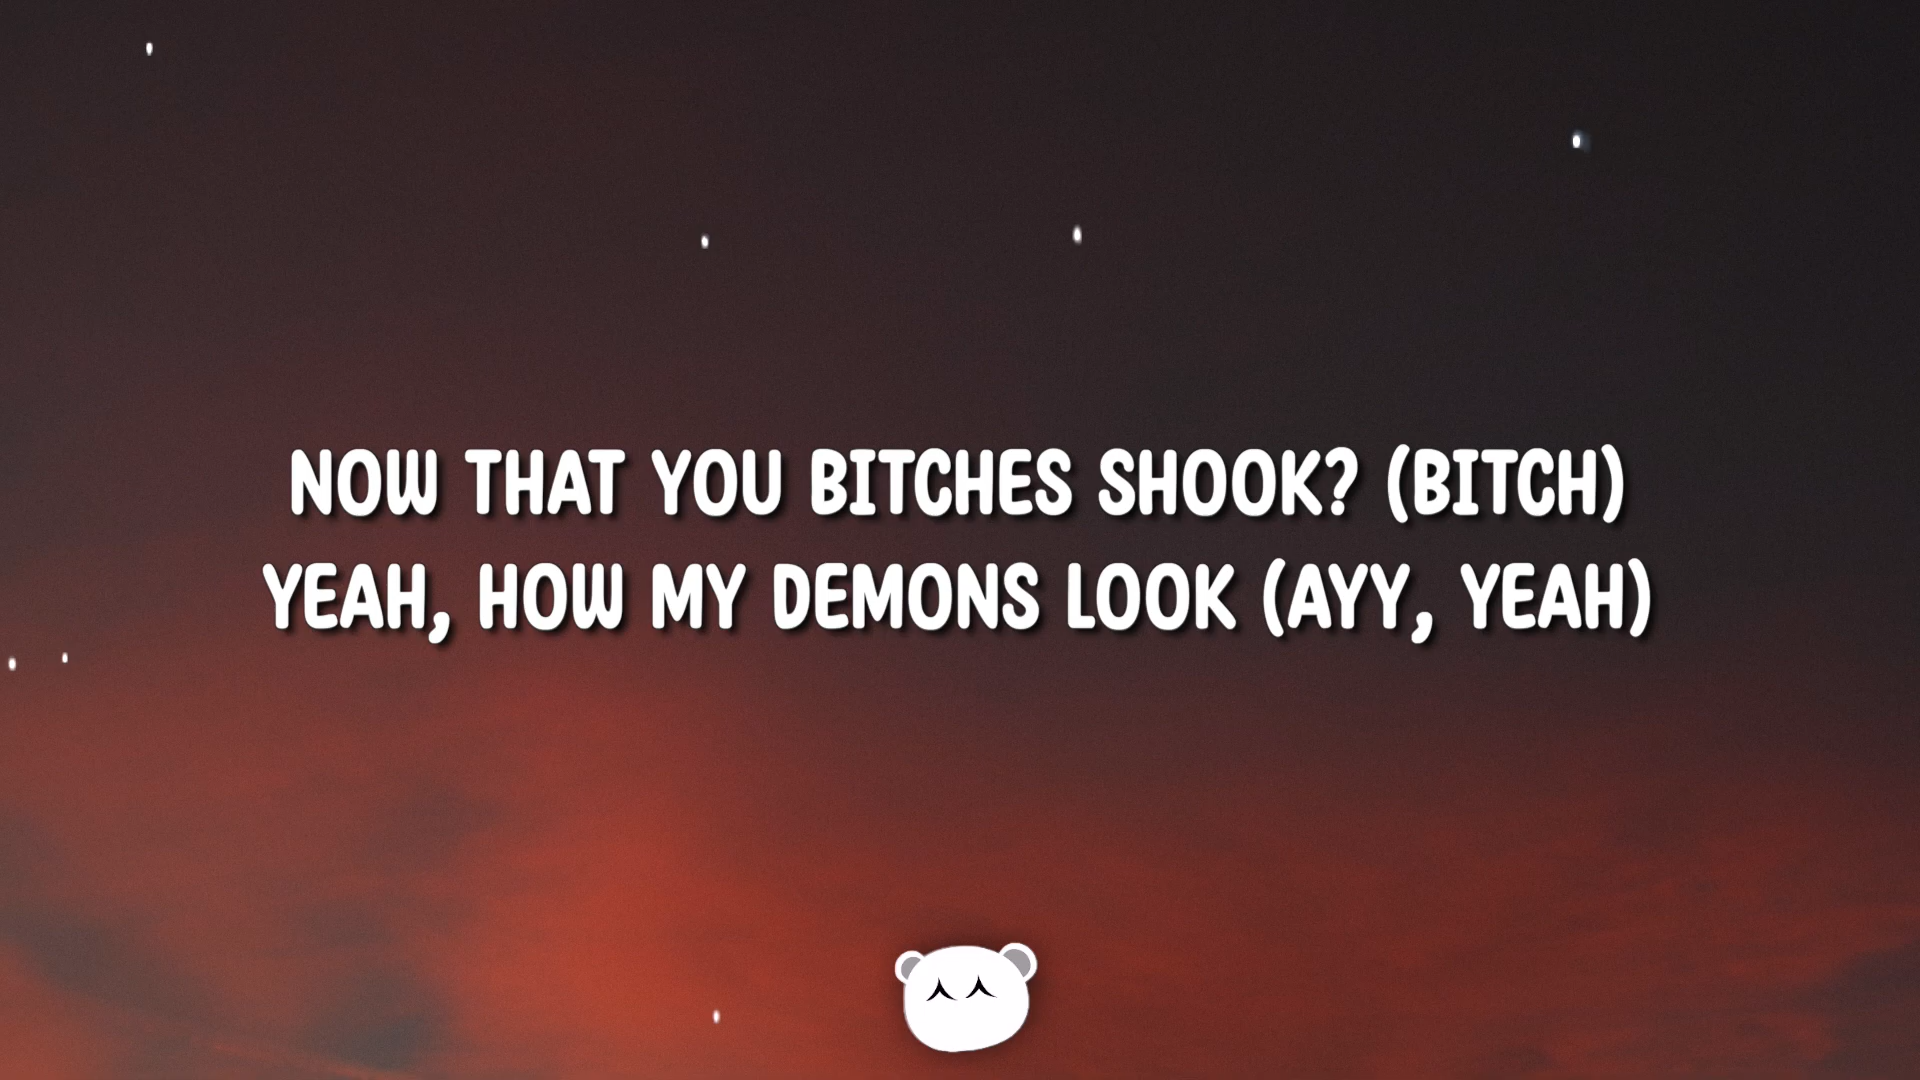 NOW THAT YOU BITCHES SHOOK? (BITCH)
YEAH, HOW MY DEMONS LOOK (AYY, YEAH)